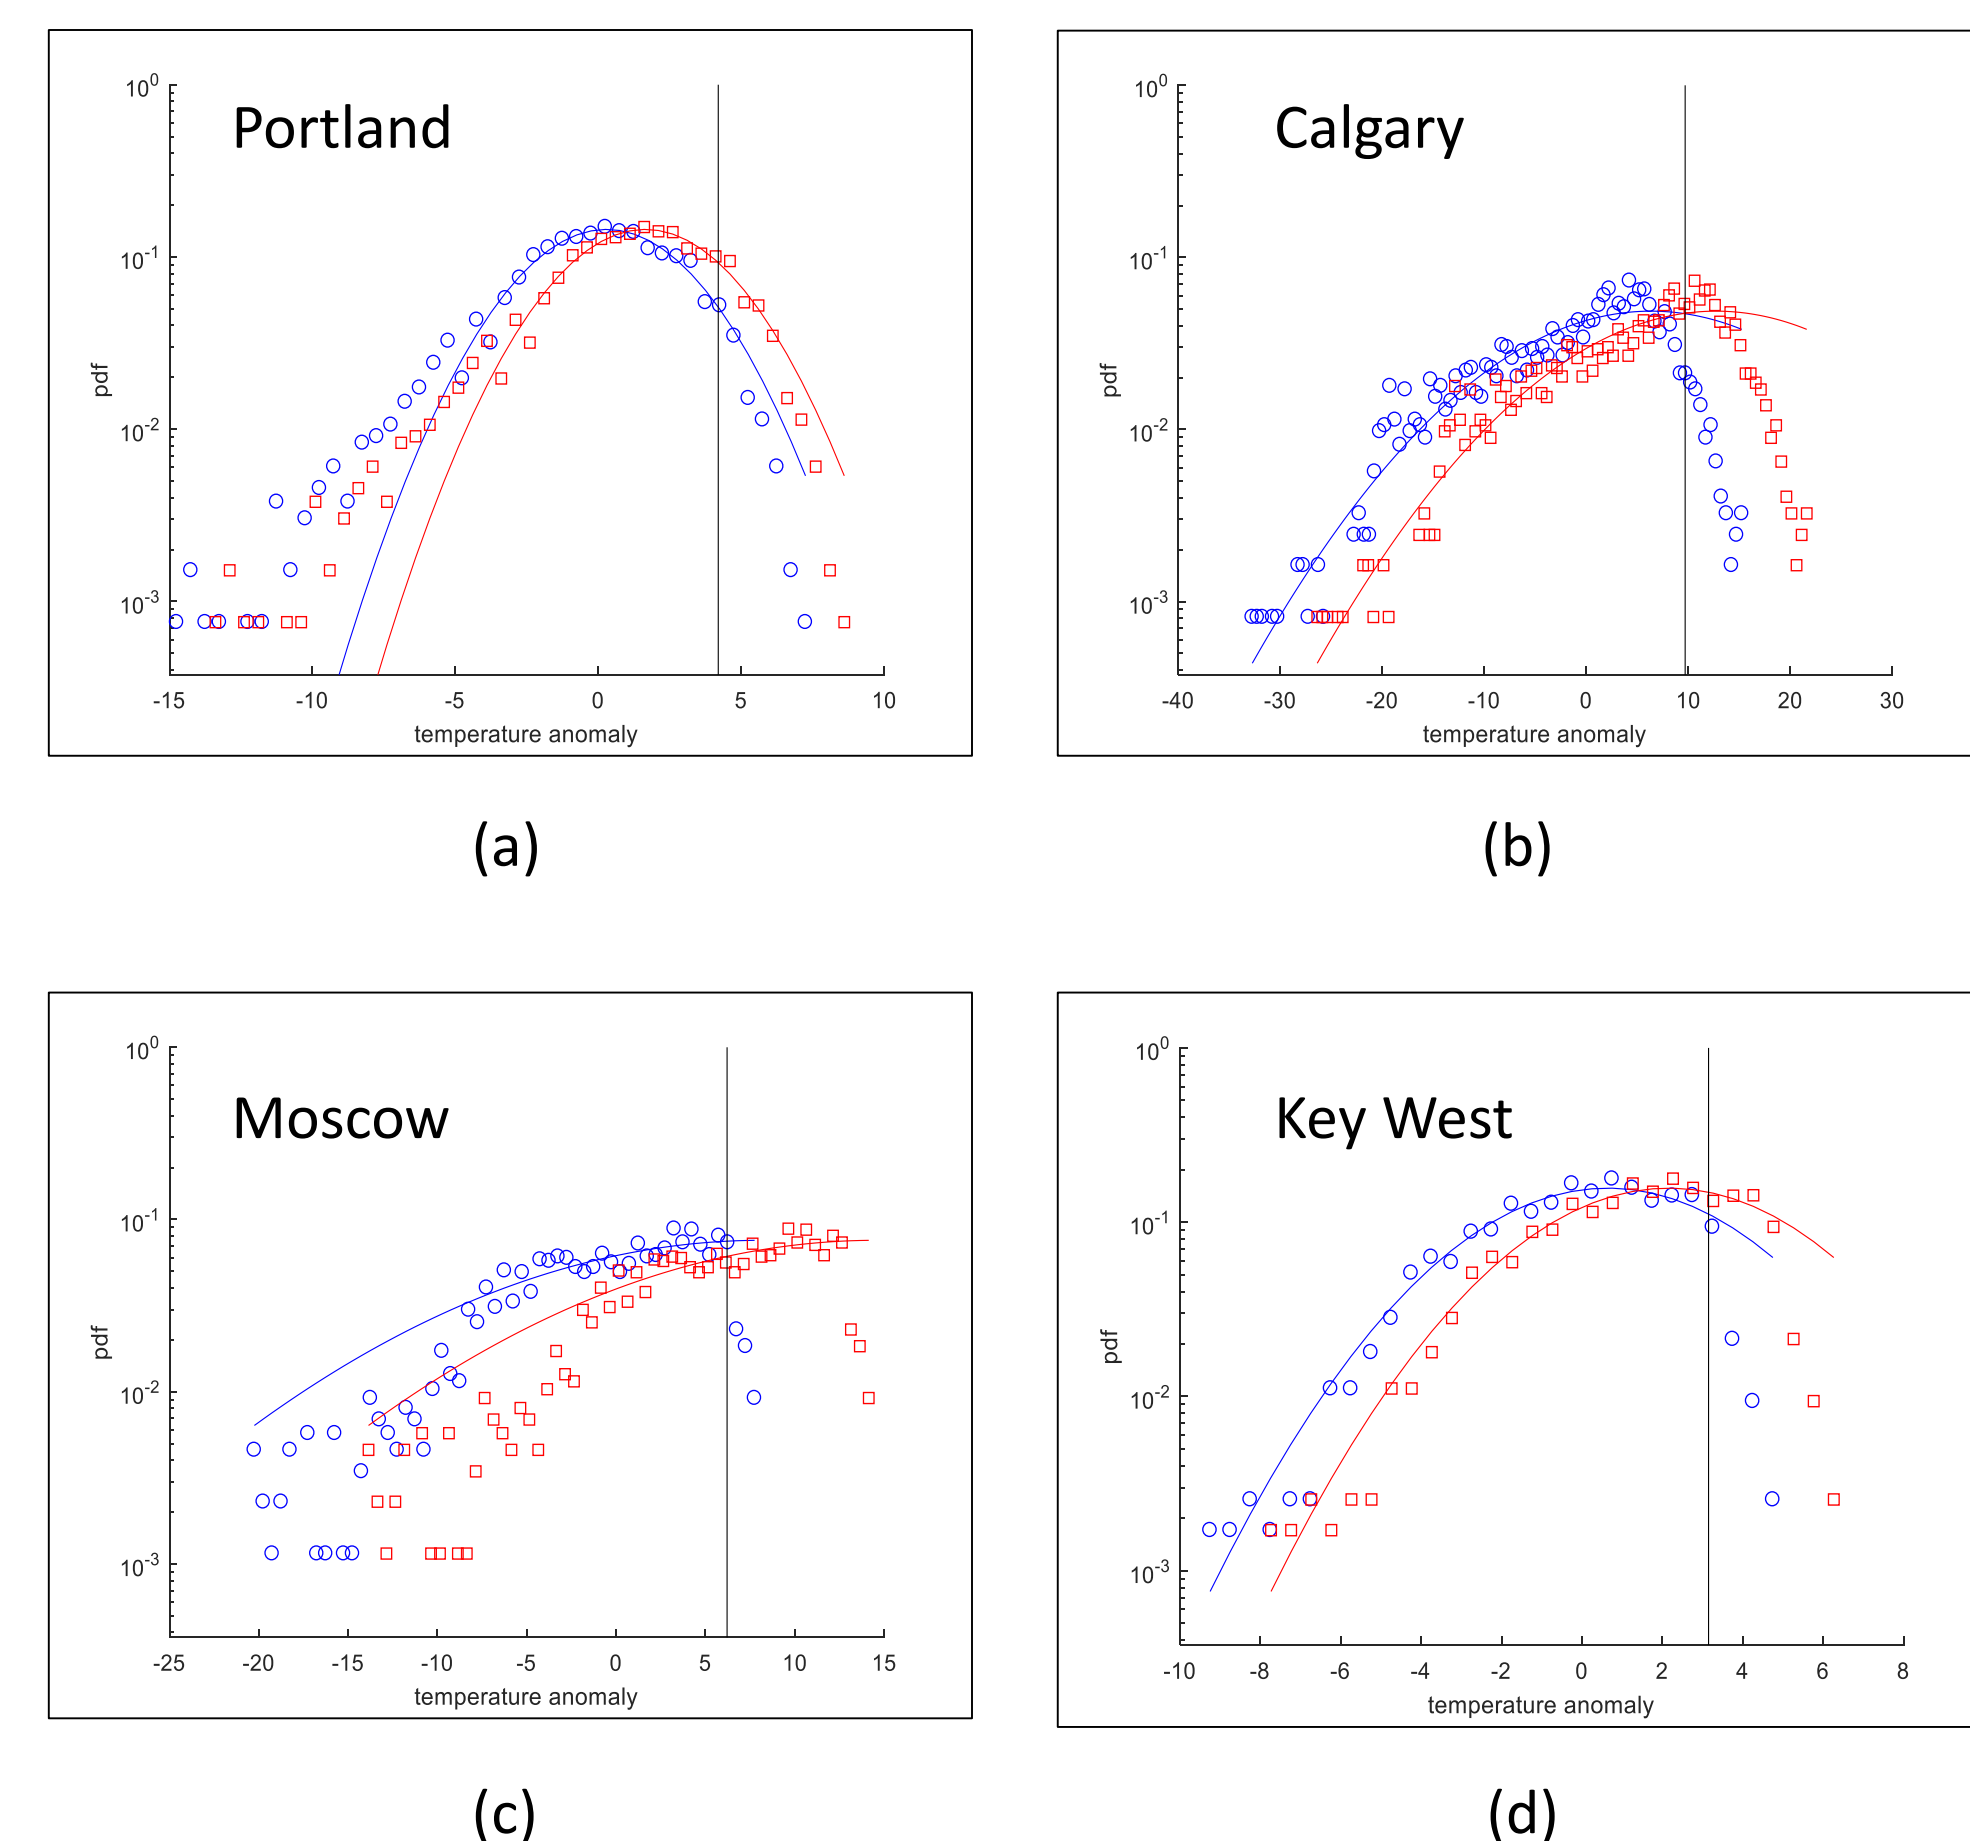 Portland
10^0
10^-1
10^-2
10^-3
pdf
-15 -10 -5 0 5 10
temperature anomaly
(a)
Calgary
10^0
10^-1
10^-2
10^-3
pdf
-40 -30 -20 -10 0 10 20 30
temperature anomaly
(b)
Moscow
10^0
10^-1
10^-2
10^-3
pdf
-25 -20 -15 -10 -5 0 5 10 15
temperature anomaly
(c)
Key West
10^0
10^-1
10^-2
10^-3
pdf
-10 -8 -6 -4 -2 0 2 4 6 8
temperature anomaly
(d)